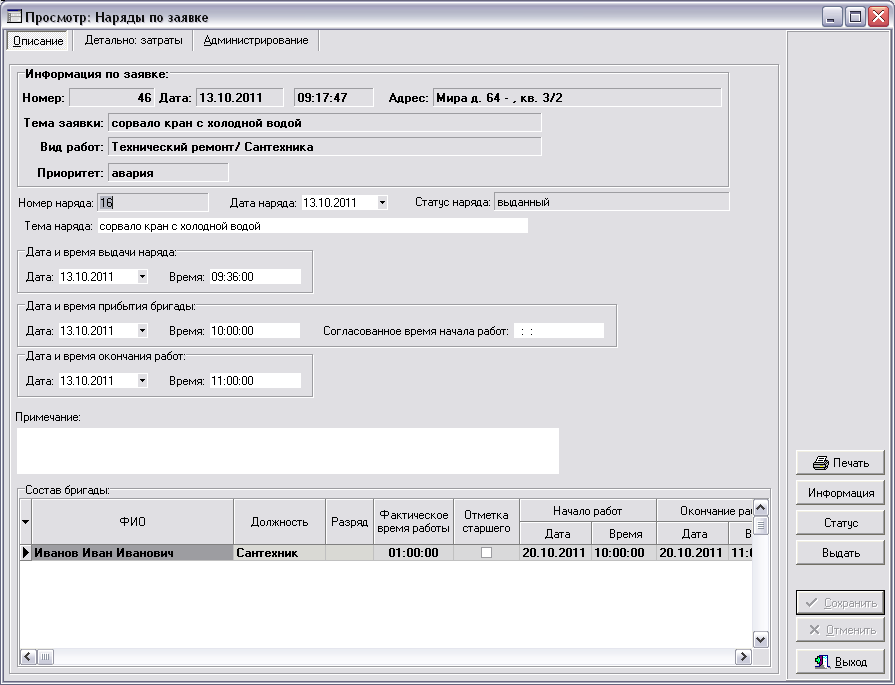 Просмотр: Наряды по заявке
Описание Детально: затраты Администрирование
Информация по заявке:
Номер: 46 Дата: 13.10.2011 09:17:47 Адрес: Мира д. 64 - , кв. 3/2
Тема заявки: сорвало кран с холодной водой
Вид работ: Технический ремонт/ Сантехника
Приоритет: авария
Номер наряда: 16 Дата наряда: 13.10.2011 Статус наряда: выданный
Тема наряда: сорвало кран с холодной водой
Дата и время выдачи наряда:
Дата: 13.10.2011 Время: 09:36:00
Дата и время прибытия бригады:
Дата: 13.10.2011 Время: 10:00:00 Согласованное время начала работ: : :
Дата и время окончания работ:
Дата: 13.10.2011 Время: 11:00:00
Примечание:
Состав бригады:
ФИО Должность Разряд Фактическое время работы Отметка старшего Начало работ Окончание ра
Дата Время Дата В
Иванов Иван Иванович Сантехник 01:00:00 20.10.2011 10:00:00 20.10.2011 11:0
Печать
Информация
Статус
Выдать
Сохранить
Отменить
Выход